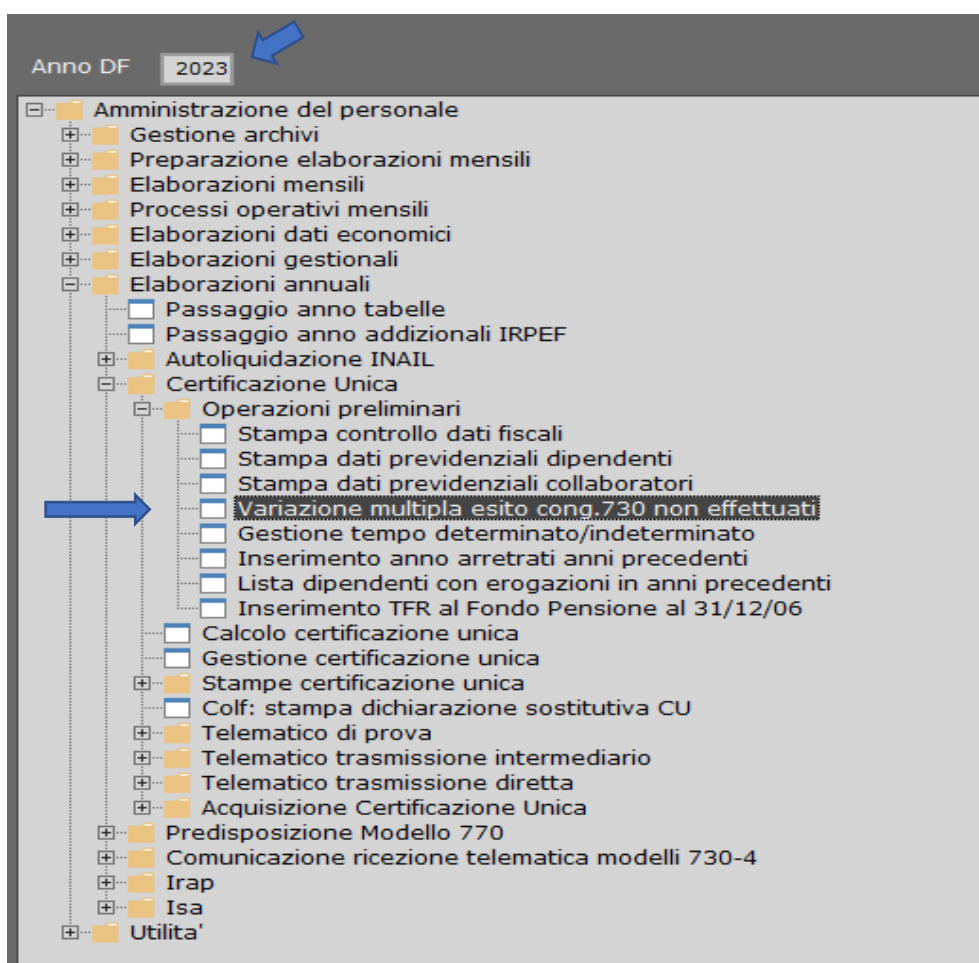 Anno DF 2023
Amministrazione del personale
Gestione archivi
Preparazione elaborazioni mensili
Elaborazioni mensili
Processi operativi mensili
Elaborazioni dati economici
Elaborazioni gestionali
Elaborazioni annuali
Passaggio anno tabelle
Passaggio anno addizionali IRPEF
Autoliquidazione INAIL
Certificazione Unica
Operazioni preliminari
Stampa controllo dati fiscali
Stampa dati previdenziali dipendenti
Stampa dati previdenziali collaboratori
Variazione multipla esito cong.730 non effettuati
Gestione tempo determinato/indeterminato
Inserimento anno arretrati anni precedenti
Lista dipendenti con erogazioni in anni precedenti
Inserimento TFR al Fondo Pensione al 31/12/06
Calcolo certificazione unica
Gestione certificazione unica
Stampe certificazione unica
Colf: stampa dichiarazione sostitutiva CU
Telematico di prova
Telematico trasmissione intermediario
Telematico trasmissione diretta
Acquisizione Certificazione Unica
Predisposizione Modello 770
Comunicazione ricezione telematica modelli 730-4
Irap
Isa
Utilita'